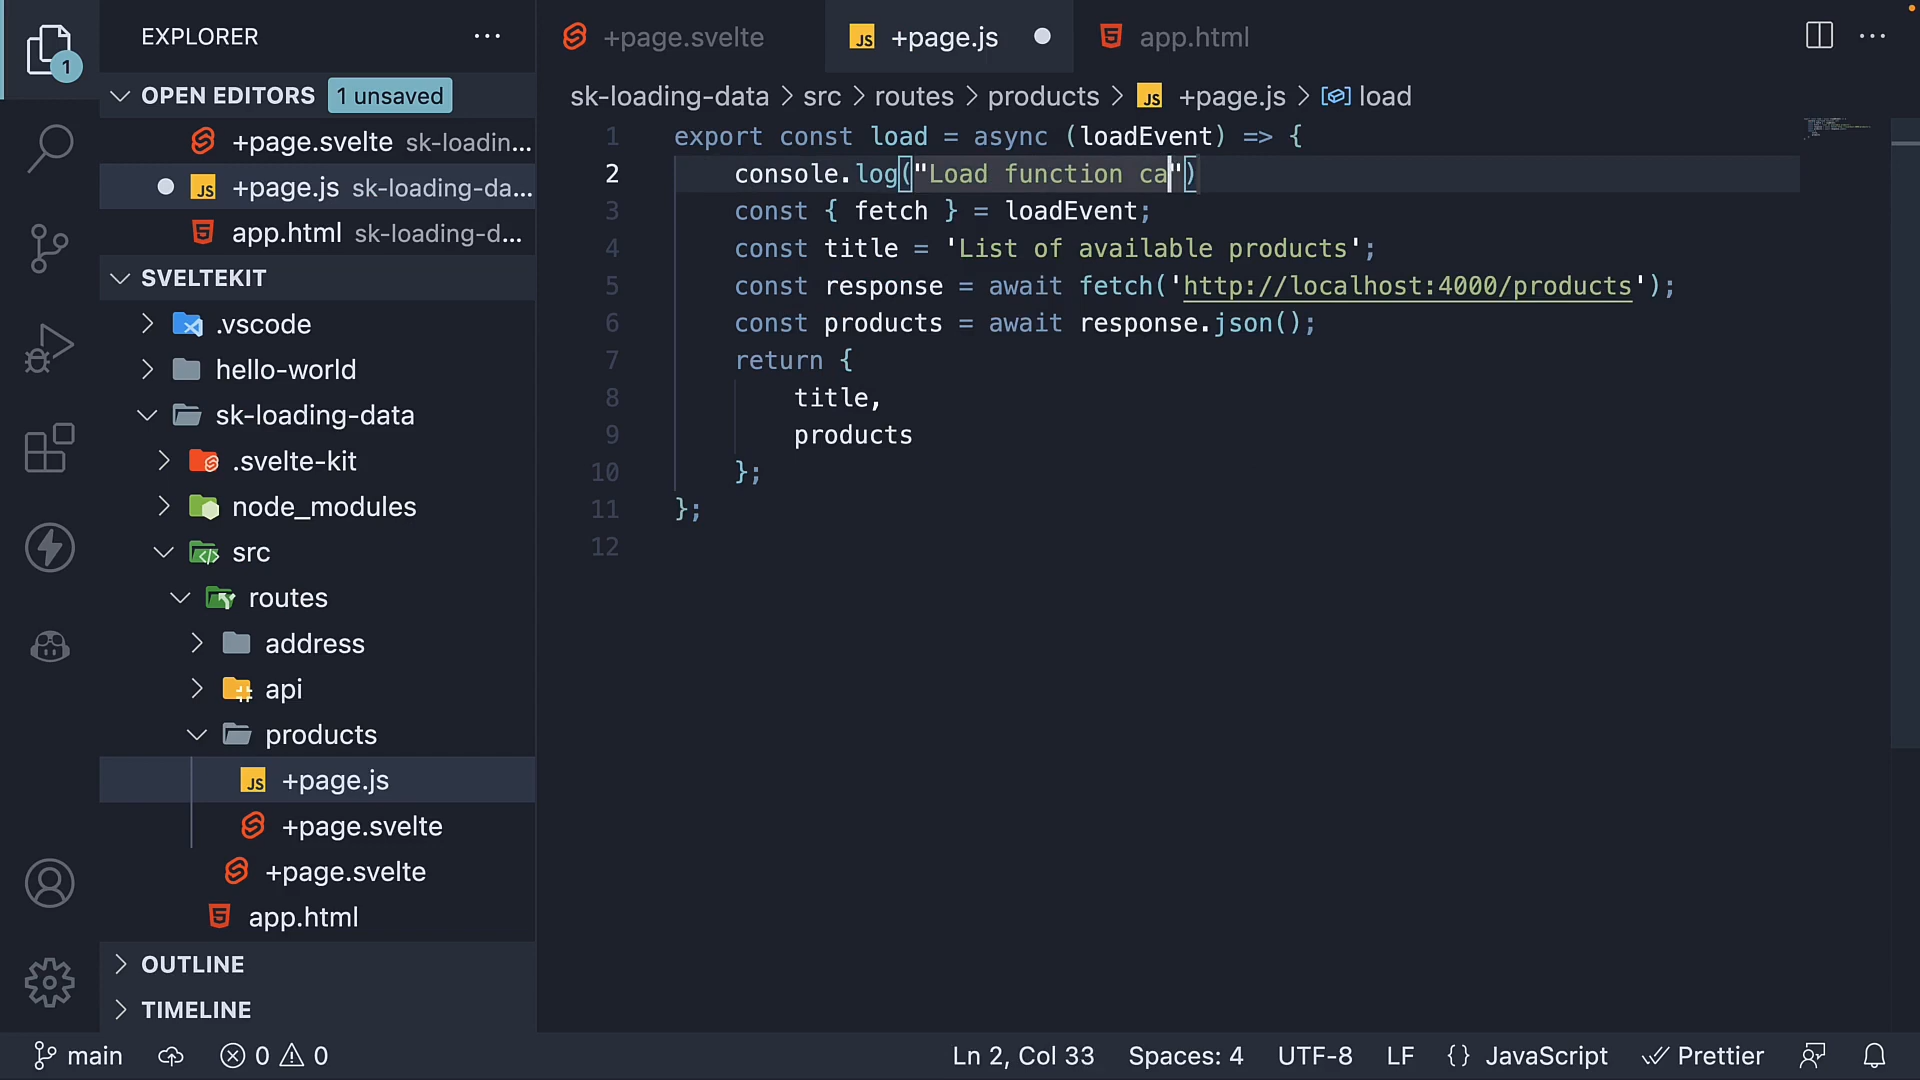 EXPLORER
1
OPEN EDITORS 1 unsaved
+page.svelte sk-loadin...
JS +page.js sk-loading-da...
app.html sk-loading-d...
SVELTEKIT
.vscode
hello-world
sk-loading-data
.svelte-kit
node_modules
src
routes
address
api
products
JS +page.js
+page.svelte
+page.svelte
app.html
OUTLINE
TIMELINE
+page.svelte
JS +page.js
app.html
sk-loading-data > src > routes > products > JS +page.js > load
1 export const load = async (loadEvent) => {
2 console.log("Load function ca")
3 const { fetch } = loadEvent;
4 const title = 'List of available products';
5 const response = await fetch('http://localhost:4000/products');
6 const products = await response.json();
7 return {
8 title,
9 products
10 };
11 };
12
main 0 0 Ln 2, Col 33 Spaces: 4 UTF-8 LF {} JavaScript Prettier